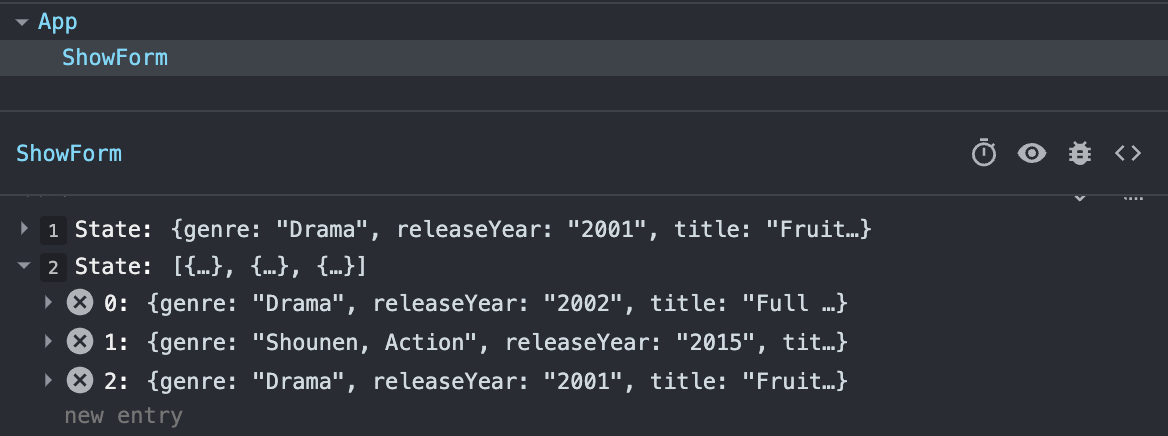 App
ShowForm
ShowForm
1 State: {genre: "Drama", releaseYear: "2001", title: "Fruit…}
2 State: [{…}, {…}, {…}]
0: {genre: "Drama", releaseYear: "2002", title: "Full …}
1: {genre: "Shounen, Action", releaseYear: "2015", tit…}
2: {genre: "Drama", releaseYear: "2001", title: "Fruit…}
new entry